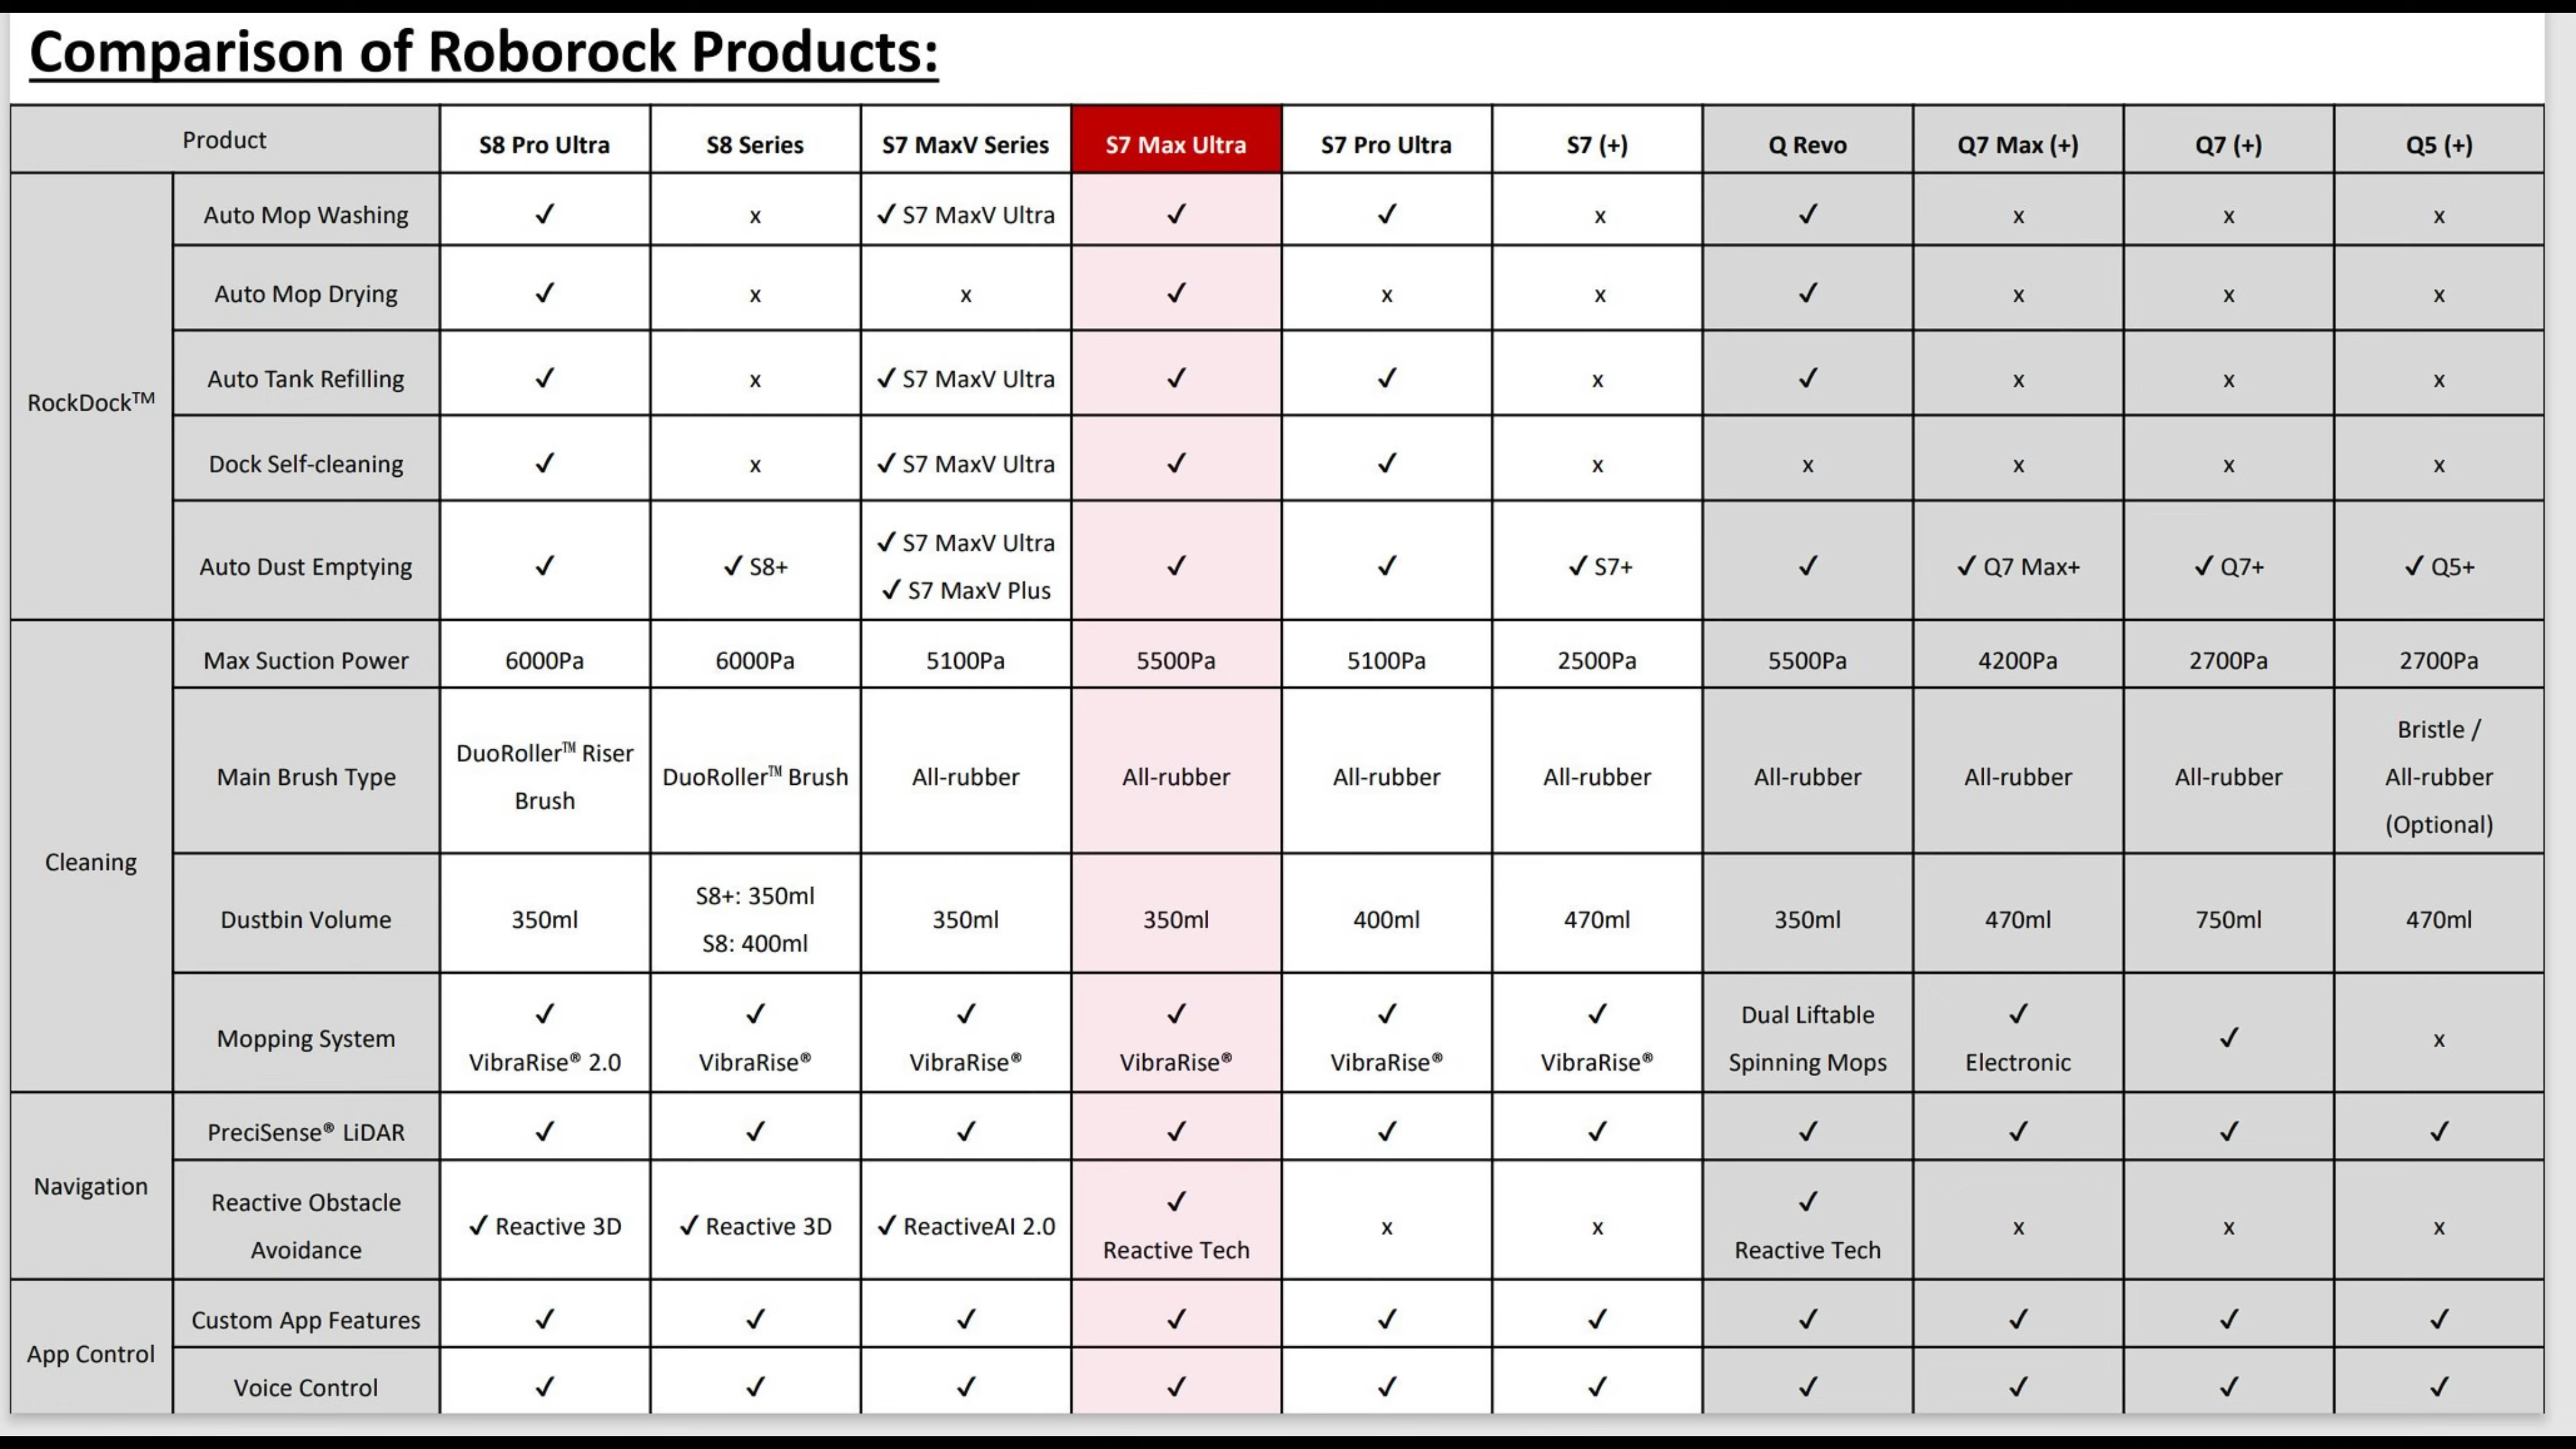 Comparison of Roborock Products:
Product S8 Pro Ultra S8 Series S7 MaxV Series S7 Max Ultra S7 Pro Ultra S7 (+) Q Revo Q7 Max (+) Q7 (+) Q5 (+)
RockDock™
Auto Mop Washing ✓ x ✓ S7 MaxV Ultra ✓ ✓ x ✓ x x x
Auto Mop Drying ✓ x x ✓ x x ✓ x x x
Auto Tank Refilling ✓ x ✓ S7 MaxV Ultra ✓ ✓ x ✓ x x x
Dock Self-cleaning ✓ x ✓ S7 MaxV Ultra ✓ ✓ x x x x x
Auto Dust Emptying ✓ ✓ S8+ ✓ S7 MaxV Ultra ✓ S7 MaxV Plus ✓ ✓ ✓ S7+ ✓ ✓ Q7 Max+ ✓ Q7+ ✓ Q5+
Cleaning
Max Suction Power 6000Pa 6000Pa 5100Pa 5500Pa 5100Pa 2500Pa 5500Pa 4200Pa 2700Pa 2700Pa
Main Brush Type DuoRoller™ Riser Brush DuoRoller™ Brush All-rubber All-rubber All-rubber All-rubber All-rubber All-rubber All-rubber Bristle / All-rubber (Optional)
Dustbin Volume 350ml S8+: 350ml S8: 400ml 350ml 350ml 400ml 470ml 350ml 470ml 750ml 470ml
Mopping System ✓ VibraRise® 2.0 ✓ VibraRise® ✓ VibraRise® ✓ VibraRise® ✓ VibraRise® ✓ VibraRise® Dual Liftable Spinning Mops ✓ Electronic ✓ x
Navigation
PreciSense® LiDAR ✓ ✓ ✓ ✓ ✓ ✓ ✓ ✓ ✓ ✓
Reactive Obstacle Avoidance ✓ Reactive 3D ✓ Reactive 3D ✓ ReactiveAI 2.0 ✓ Reactive Tech x x ✓ Reactive Tech x x x
App Control
Custom App Features ✓ ✓ ✓ ✓ ✓ ✓ ✓ ✓ ✓ ✓
Voice Control ✓ ✓ ✓ ✓ ✓ ✓ ✓ ✓ ✓ ✓